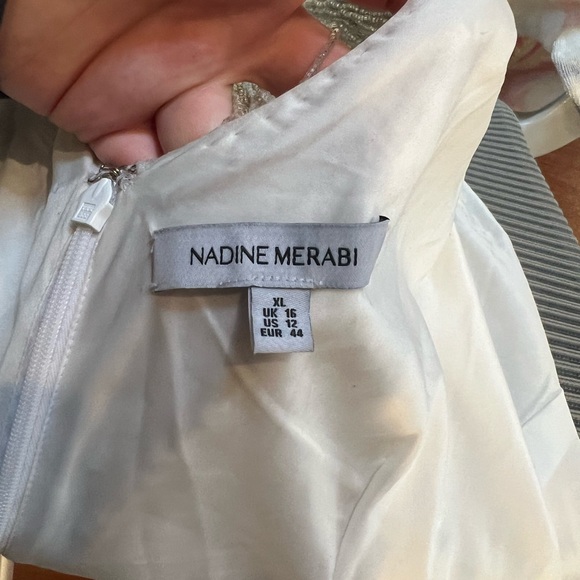 NADINE MERABI
XL
UK 16
US 12
EUR 44